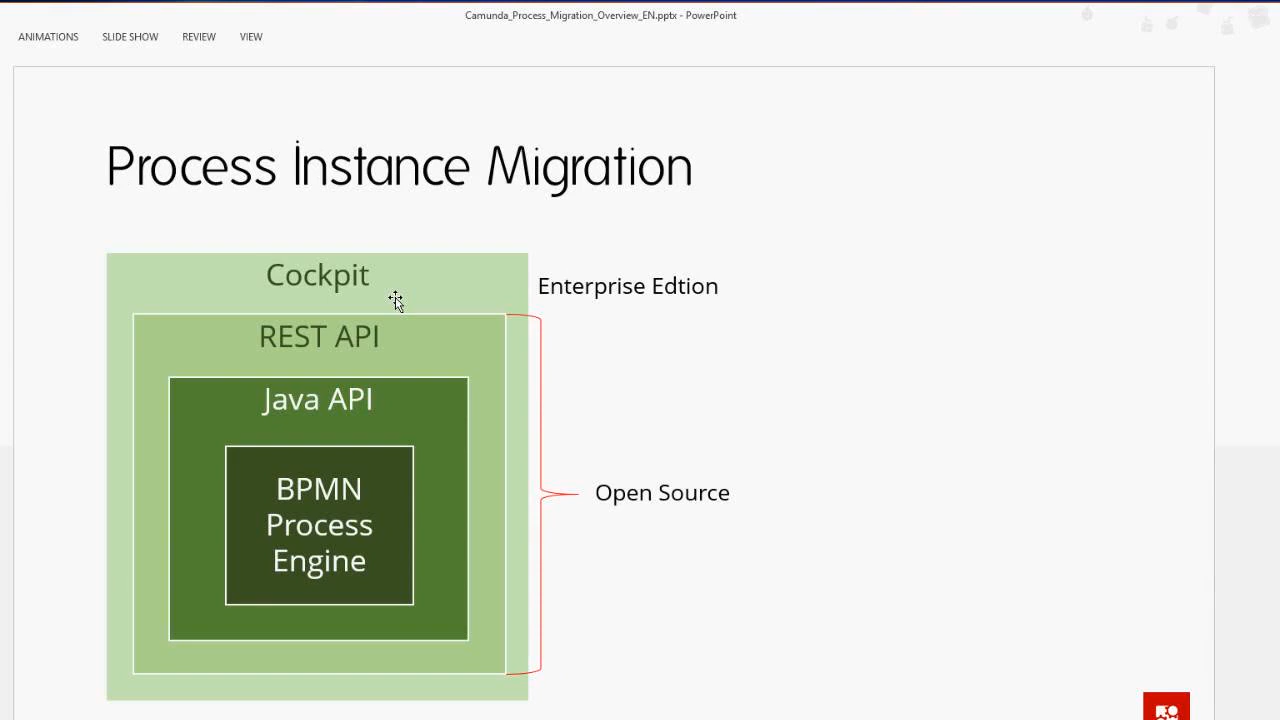 Camunda_Process_Migration_Overview_EN.pptx - PowerPoint
ANIMATIONS SLIDE SHOW REVIEW VIEW
Process Instance Migration
Cockpit
Enterprise Edtion
REST API
Java API
BPMN
Process
Engine
Open Source